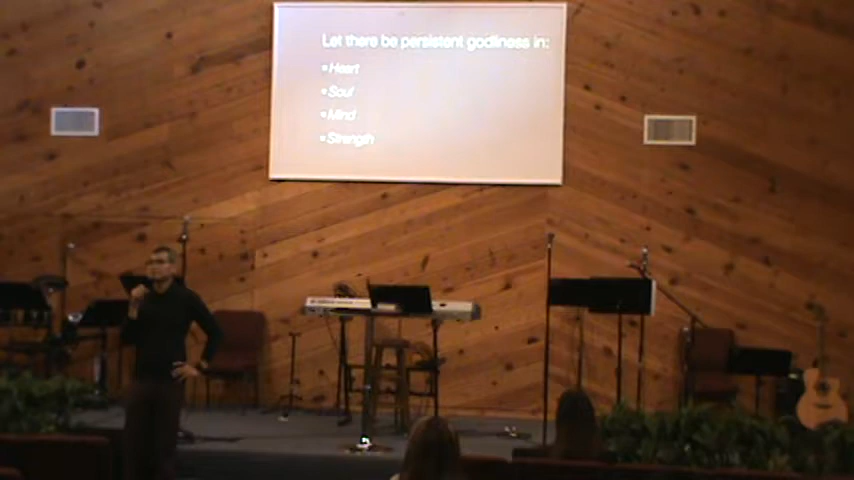 Let there be persistent godliness in:
▪Heart
▪Soul
▪Mind
▪Strength